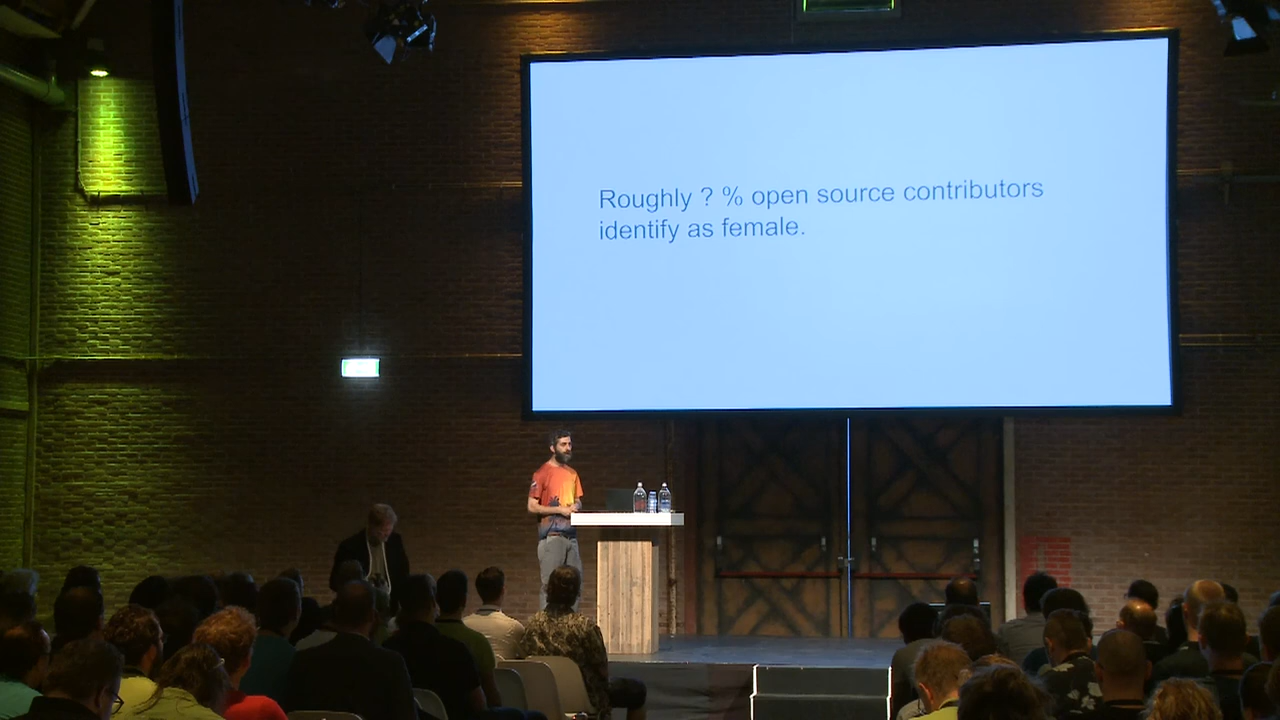 Roughly ? % open source contributors
identify as female.